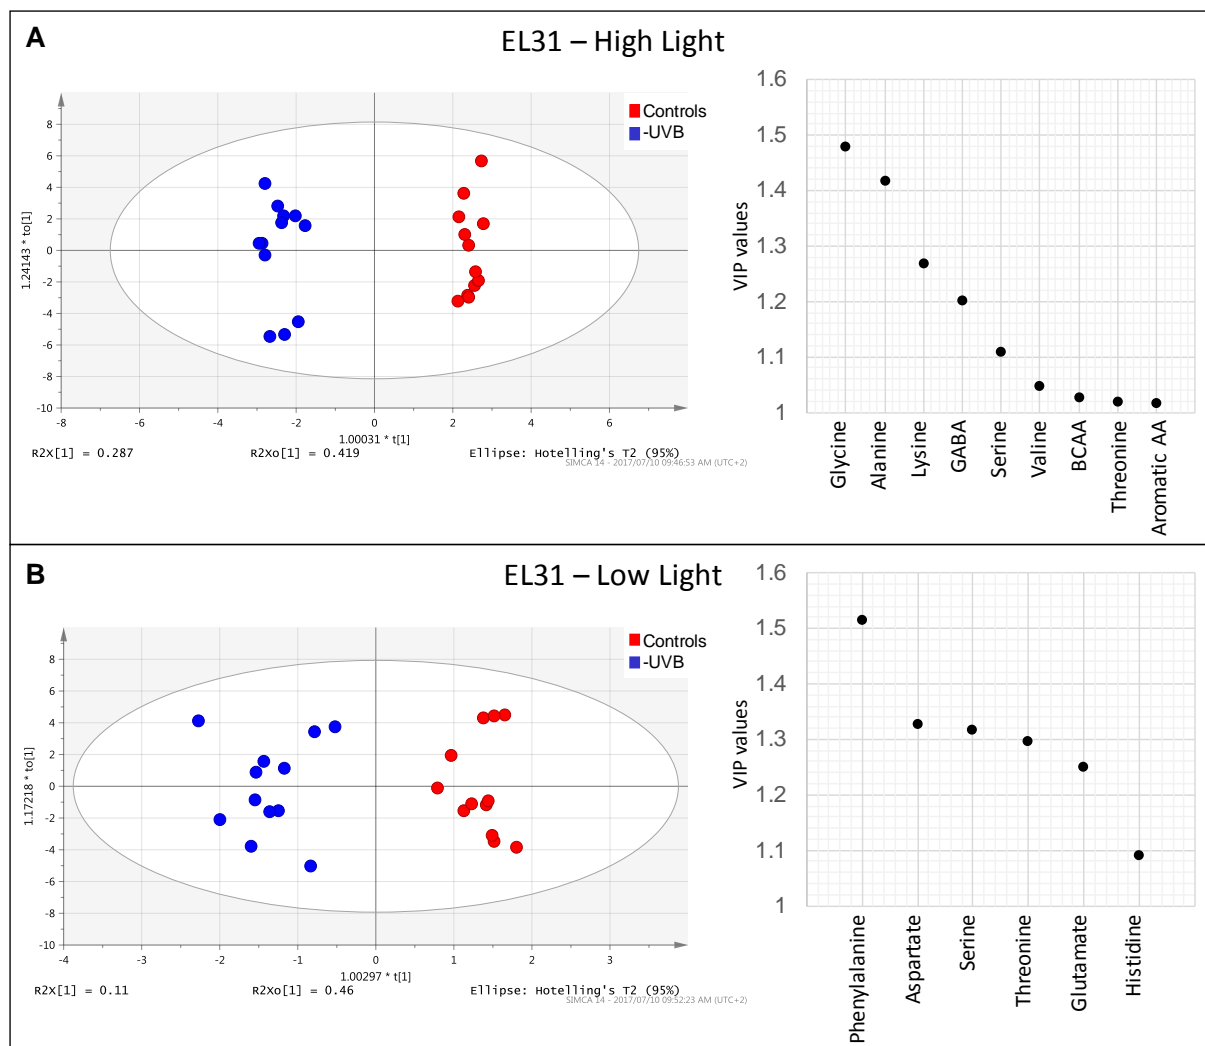 A
EL31 – High Light
Controls
-UVB
8
6
4
2
0
-2
-4
-6
-8
-10
1.24143 * to[1]
-8
-6
-4
-2
0
2
4
6
1.00031 * t[1]
R2X[1] = 0.287
R2Xo[1] = 0.419
Ellipse: Hotelling's T2 (95%)
SIMCA 14 - 2017/07/10 09:46:53 AM (UTC+2)
1.6
1.5
1.4
1.3
1.2
1.1
1
VIP values
Glycine
Alanine
Lysine
GABA
Serine
Valine
BCAA
Threonine
Aromatic AA
B
EL31 – Low Light
Controls
-UVB
8
6
4
2
0
-2
-4
-6
-8
-10
1.17218 * to[1]
-4
-3
-2
-1
0
1
2
3
1.00297 * t[1]
R2X[1] = 0.11
R2Xo[1] = 0.46
Ellipse: Hotelling's T2 (95%)
SIMCA 14 - 2017/07/10 09:52:23 AM (UTC+2)
1.6
1.5
1.4
1.3
1.2
1.1
1
VIP values
Phenylalanine
Aspartate
Serine
Threonine
Glutamate
Histidine